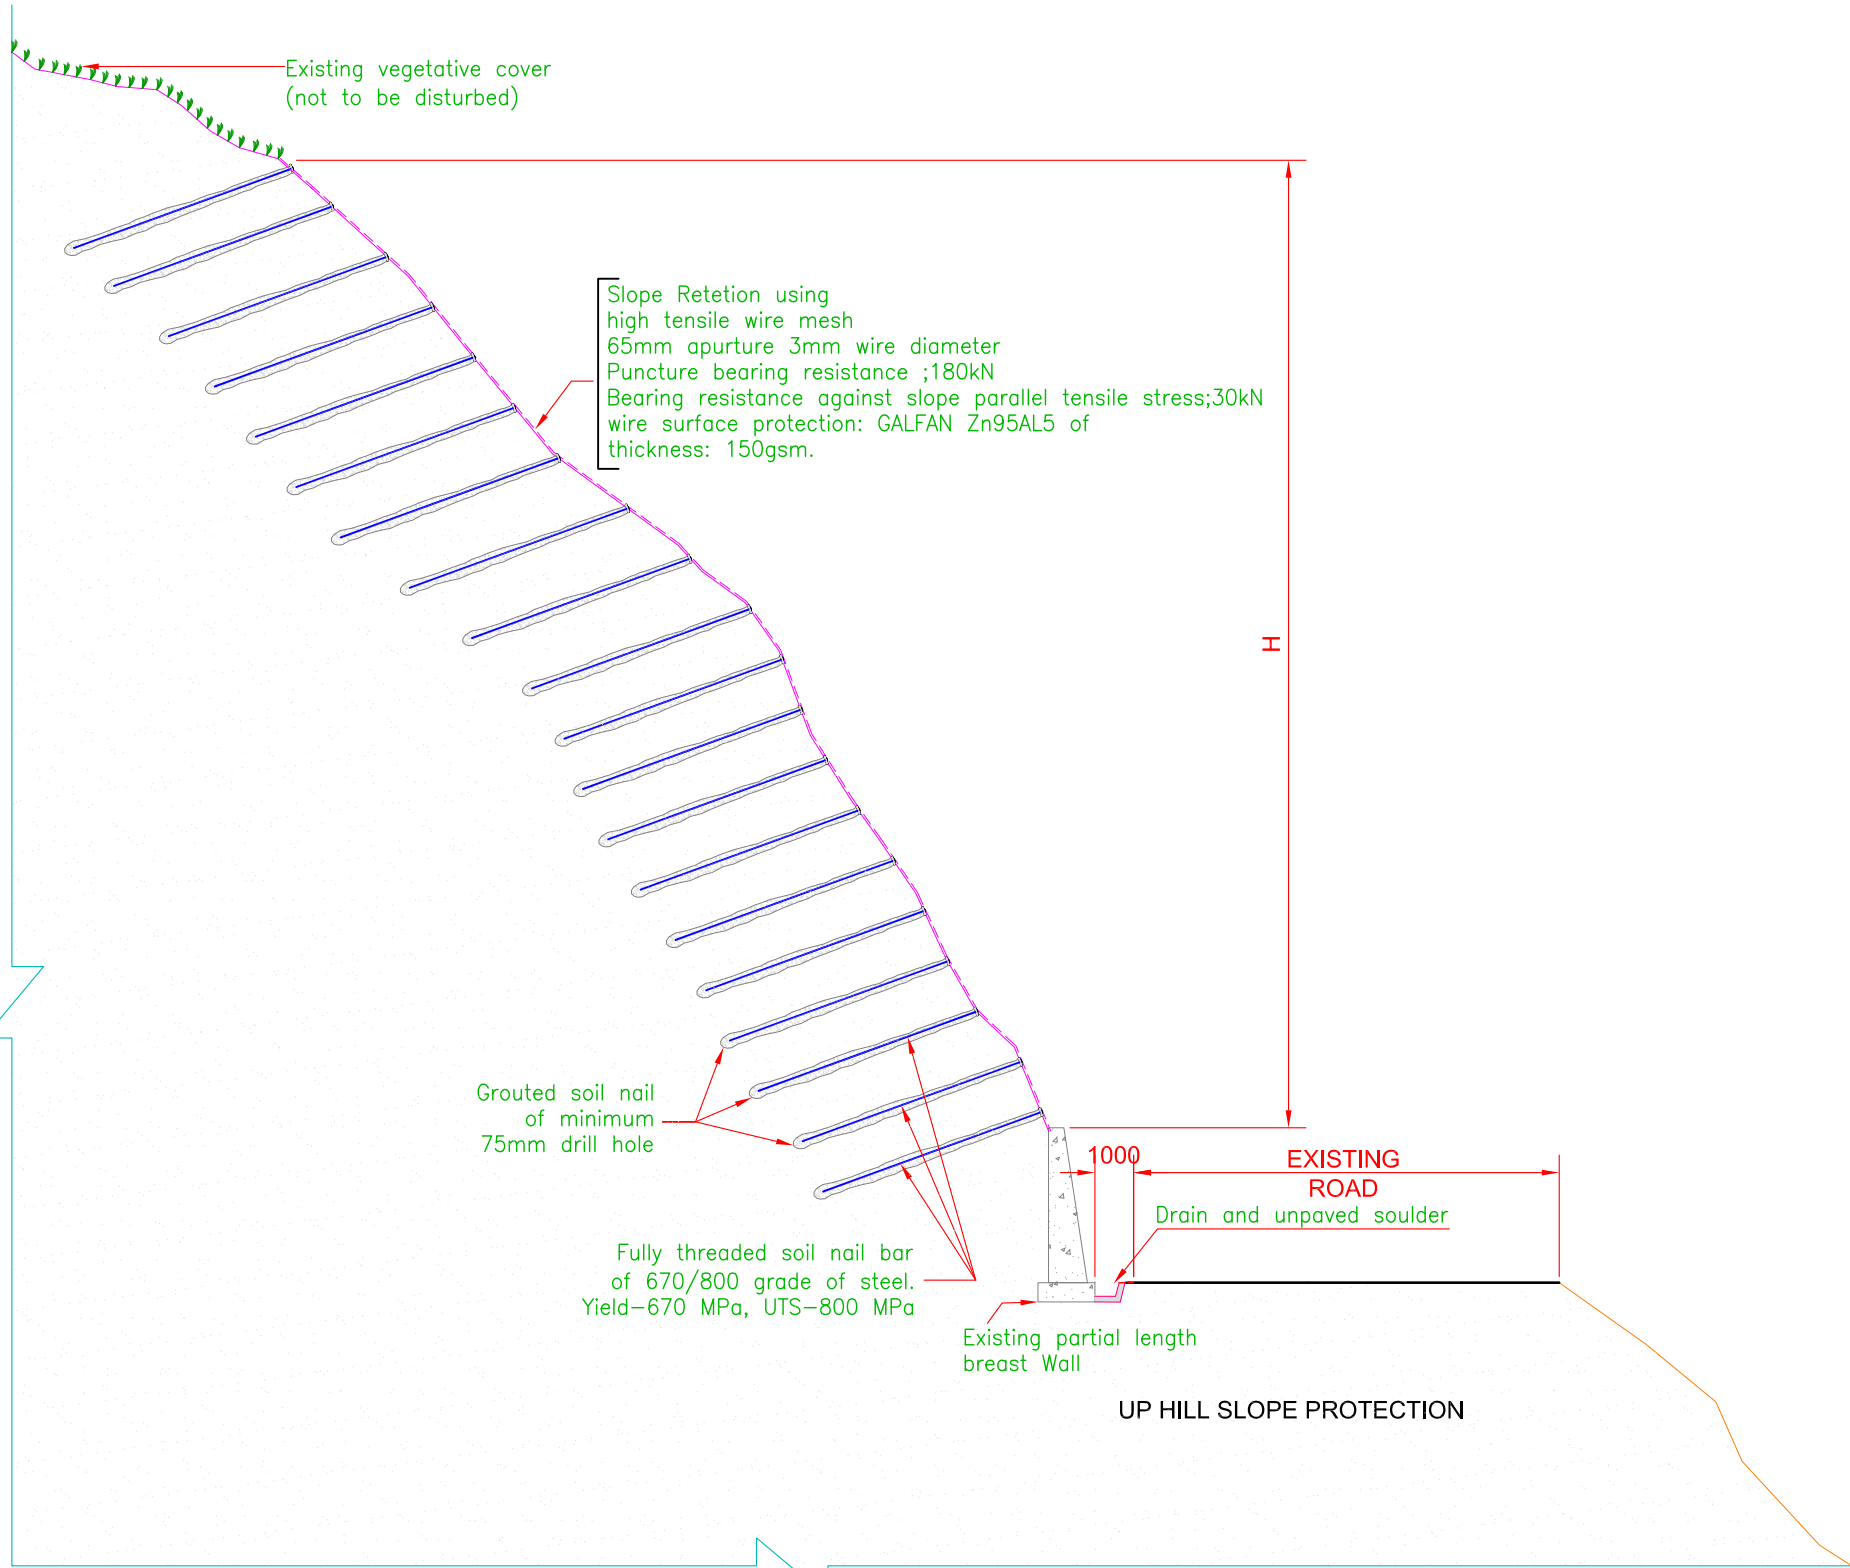 Existing vegetative cover
(not to be disturbed)
Slope Retetion using
high tensile wire mesh
65mm apurture 3mm wire diameter
Puncture bearing resistance ;180kN
Bearing resistance against slope parallel tensile stress;30kN
wire surface protection: GALFAN Zn95AL5 of
thickness: 150gsm.
H
Grouted soil nail
of minimum
75mm drill hole
1000
EXISTING
ROAD
Drain and unpaved soulder
Fully threaded soil nail bar
of 670/800 grade of steel.
Yield-670 MPa, UTS-800 MPa
Existing partial length
breast Wall
UP HILL SLOPE PROTECTION